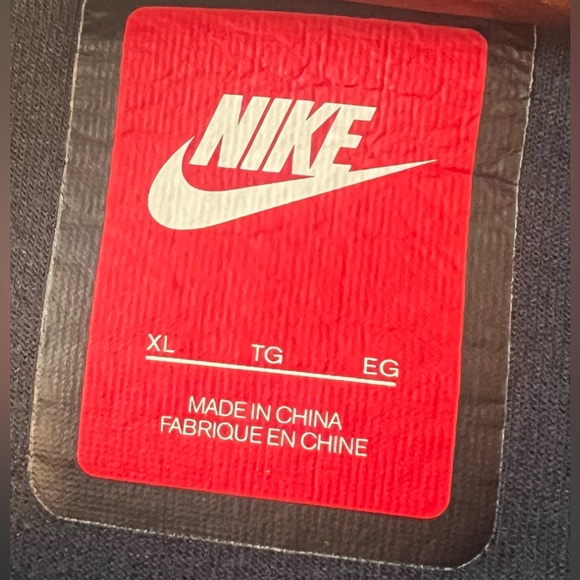 NIKE
XL TG EG
MADE IN CHINA
FABRIQUE EN CHINE